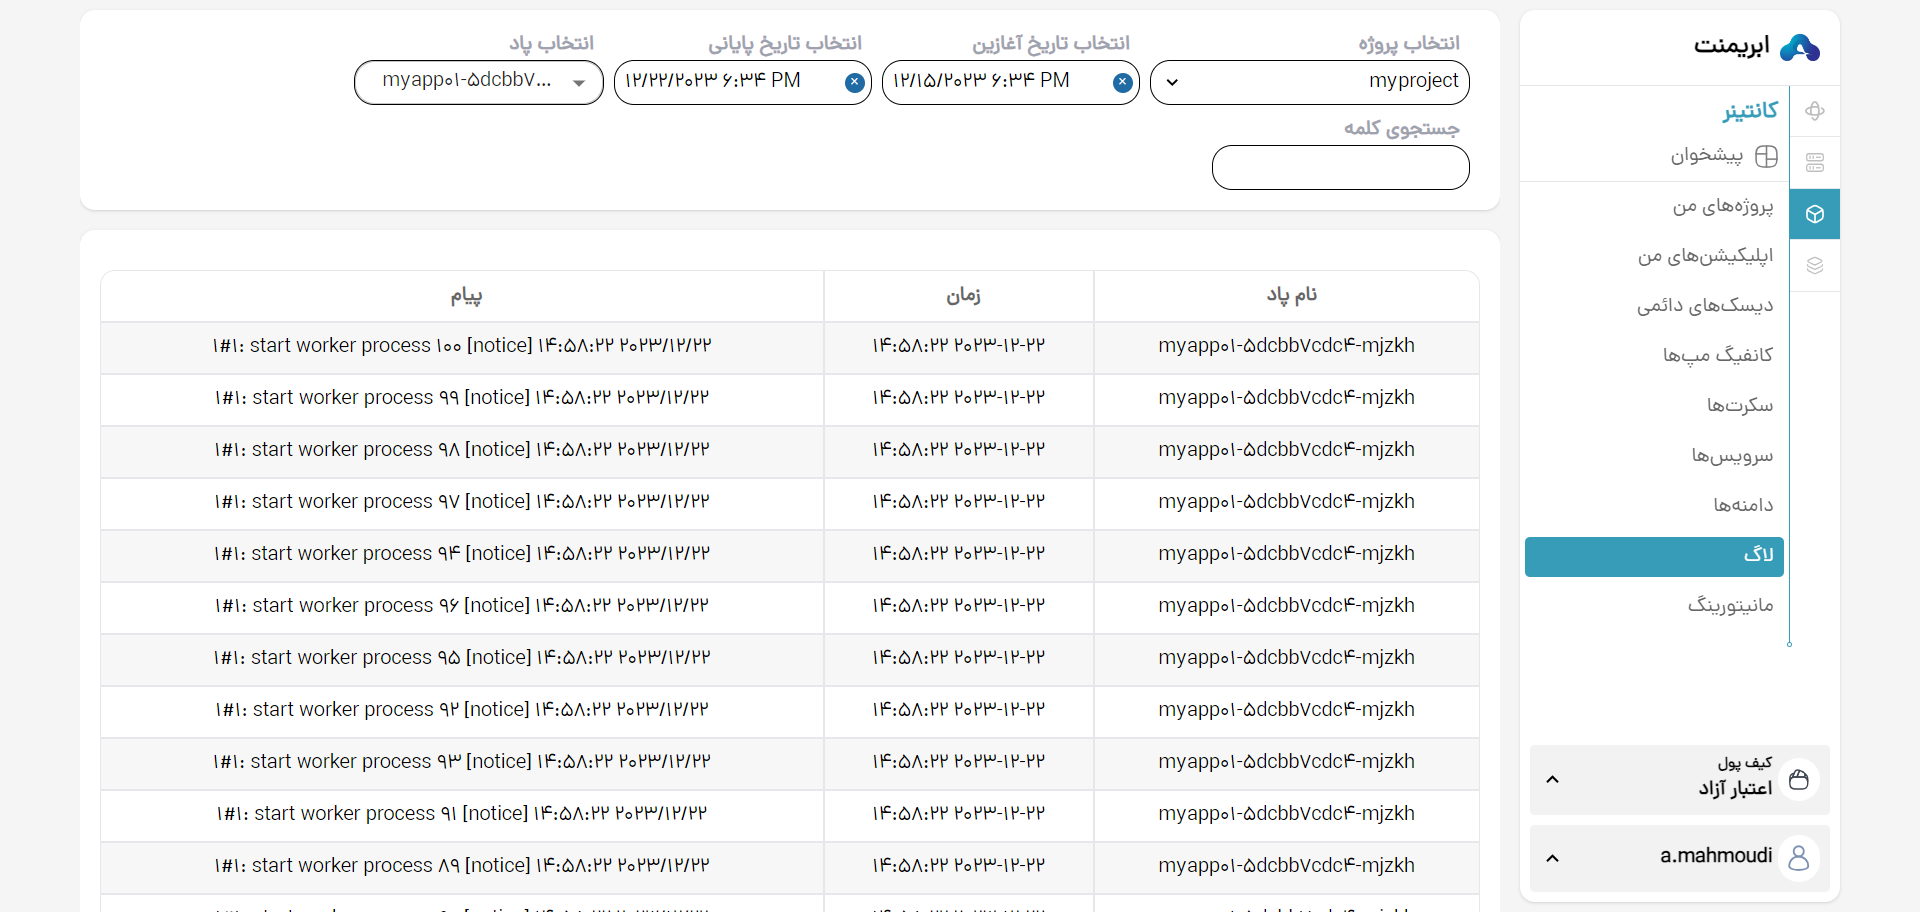 ابریمنت
کانتینر
پیشخوان
پروژه‌های من
اپلیکیشن‌های من
دیسک‌های دائمی
کانفیگ مپ‌ها
سکرت‌ها
سرویس‌ها
دامنه‌ها
لاگ
مانیتورینگ
کیف پول
اعتبار آزاد
a.mahmoudi
انتخاب پروژه
myproject
انتخاب تاریخ آغازین
۱۲/۱۵/۲۰۲۳ ۶:۳۴ PM
انتخاب تاریخ پایانی
۱۲/۲۲/۲۰۲۳ ۶:۳۴ PM
انتخاب پاد
myapp۰۱-۵dcbb۷...
جستجوی کلمه
نام پاد زمان پیام
myapp۰۱-۵dcbb۷cdc۴-mjzkh ۱۴:۵۸:۲۲ ۲۰۲۳-۱۲-۲۲ ۱#۱: start worker process ۱۰۰ [notice] ۱۴:۵۸:۲۲ ۲۰۲۳/۱۲/۲۲
myapp۰۱-۵dcbb۷cdc۴-mjzkh ۱۴:۵۸:۲۲ ۲۰۲۳-۱۲-۲۲ ۱#۱: start worker process ۹۹ [notice] ۱۴:۵۸:۲۲ ۲۰۲۳/۱۲/۲۲
myapp۰۱-۵dcbb۷cdc۴-mjzkh ۱۴:۵۸:۲۲ ۲۰۲۳-۱۲-۲۲ ۱#۱: start worker process ۹۸ [notice] ۱۴:۵۸:۲۲ ۲۰۲۳/۱۲/۲۲
myapp۰۱-۵dcbb۷cdc۴-mjzkh ۱۴:۵۸:۲۲ ۲۰۲۳-۱۲-۲۲ ۱#۱: start worker process ۹۷ [notice] ۱۴:۵۸:۲۲ ۲۰۲۳/۱۲/۲۲
myapp۰۱-۵dcbb۷cdc۴-mjzkh ۱۴:۵۸:۲۲ ۲۰۲۳-۱۲-۲۲ ۱#۱: start worker process ۹۴ [notice] ۱۴:۵۸:۲۲ ۲۰۲۳/۱۲/۲۲
myapp۰۱-۵dcbb۷cdc۴-mjzkh ۱۴:۵۸:۲۲ ۲۰۲۳-۱۲-۲۲ ۱#۱: start worker process ۹۶ [notice] ۱۴:۵۸:۲۲ ۲۰۲۳/۱۲/۲۲
myapp۰۱-۵dcbb۷cdc۴-mjzkh ۱۴:۵۸:۲۲ ۲۰۲۳-۱۲-۲۲ ۱#۱: start worker process ۹۵ [notice] ۱۴:۵۸:۲۲ ۲۰۲۳/۱۲/۲۲
myapp۰۱-۵dcbb۷cdc۴-mjzkh ۱۴:۵۸:۲۲ ۲۰۲۳-۱۲-۲۲ ۱#۱: start worker process ۹۲ [notice] ۱۴:۵۸:۲۲ ۲۰۲۳/۱۲/۲۲
myapp۰۱-۵dcbb۷cdc۴-mjzkh ۱۴:۵۸:۲۲ ۲۰۲۳-۱۲-۲۲ ۱#۱: start worker process ۹۳ [notice] ۱۴:۵۸:۲۲ ۲۰۲۳/۱۲/۲۲
myapp۰۱-۵dcbb۷cdc۴-mjzkh ۱۴:۵۸:۲۲ ۲۰۲۳-۱۲-۲۲ ۱#۱: start worker process ۹۱ [notice] ۱۴:۵۸:۲۲ ۲۰۲۳/۱۲/۲۲
myapp۰۱-۵dcbb۷cdc۴-mjzkh ۱۴:۵۸:۲۲ ۲۰۲۳-۱۲-۲۲ ۱#۱: start worker process ۸۹ [notice] ۱۴:۵۸:۲۲ ۲۰۲۳/۱۲/۲۲